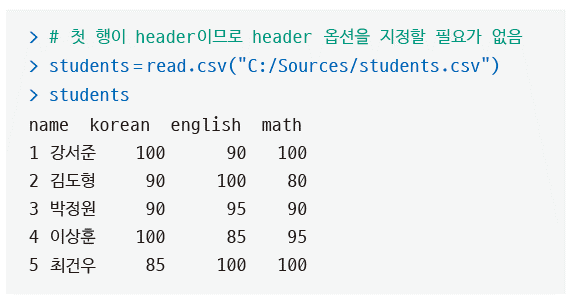 > # 첫 행이 header이므로 header 옵션을 지정할 필요가 없음
> students=read.csv("C:/Sources/students.csv")
> students
name korean english math
1 강서준 100 90 100
2 김도형 90 100 80
3 박정원 90 95 90
4 이상훈 100 85 95
5 최건우 85 100 100